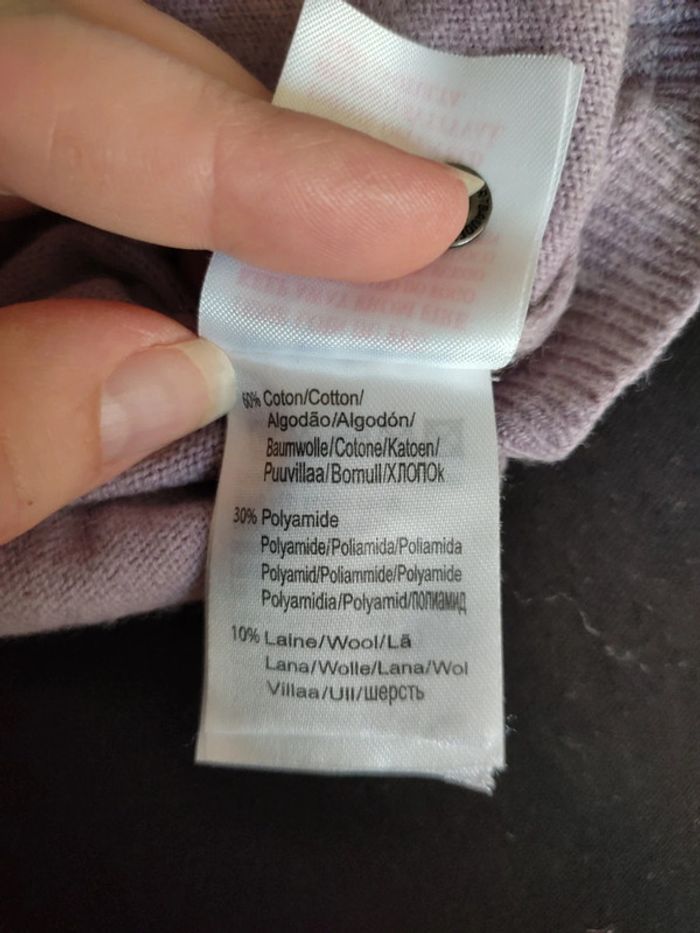 60% Coton/Cotton/
Algodão/Algodón/
Baumwolle/Cotone/Katoen/
Puuvillaa/Bomull/ХЛОПОк
30% Polyamide
Polyamide/Poliamida/Poliamida
Polyamid/Poliammide/Polyamide
Polyamidia/Polyamid/полиамид
10% Laine/Wool/Lã
Lana/Wolle/Lana/Wol
Villaa/Ull/шерсть